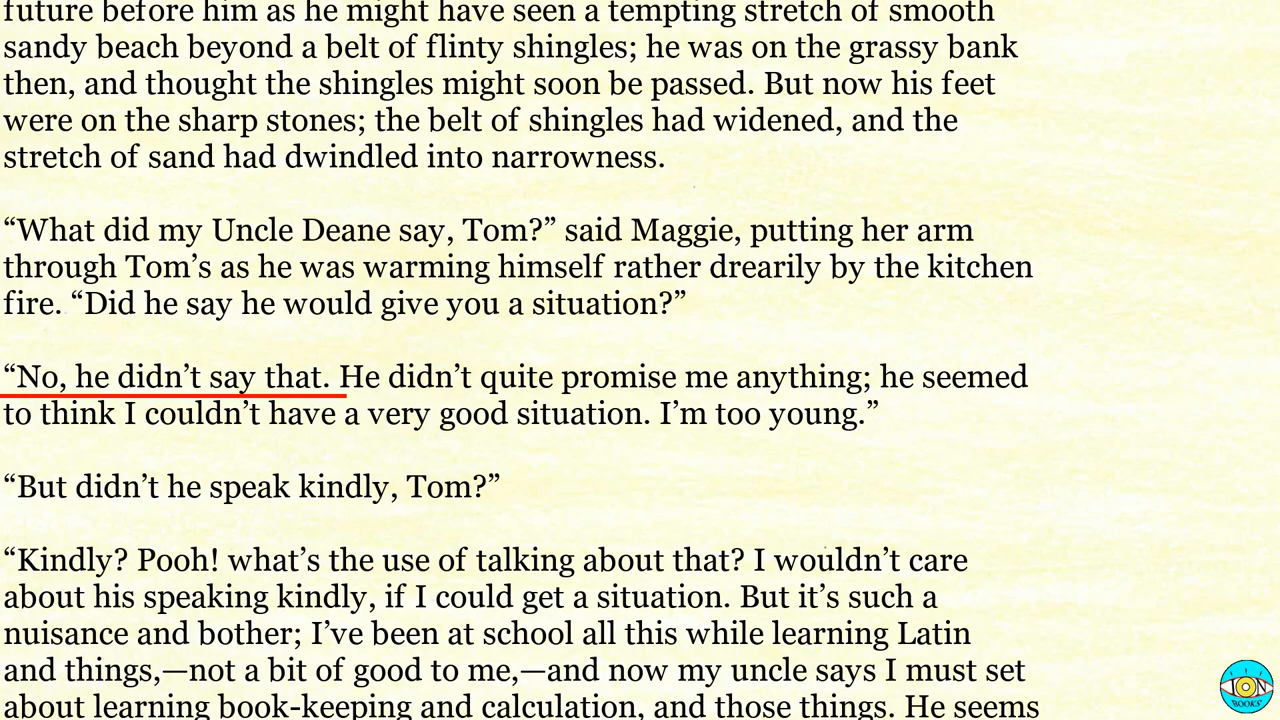 future before him as he might have seen a tempting stretch of smooth
sandy beach beyond a belt of flinty shingles; he was on the grassy bank
then, and thought the shingles might soon be passed. But now his feet
were on the sharp stones; the belt of shingles had widened, and the
stretch of sand had dwindled into narrowness.
“What did my Uncle Deane say, Tom?” said Maggie, putting her arm
through Tom’s as he was warming himself rather drearily by the kitchen
fire. “Did he say he would give you a situation?”
“No, he didn’t say that. He didn’t quite promise me anything; he seemed
to think I couldn’t have a very good situation. I’m too young.”
“But didn’t he speak kindly, Tom?”
“Kindly? Pooh! what’s the use of talking about that? I wouldn’t care
about his speaking kindly, if I could get a situation. But it’s such a
nuisance and bother; I’ve been at school all this while learning Latin
and things,—not a bit of good to me,—and now my uncle says I must set
about learning book-keeping and calculation, and those things. He seems
ION
BOOKS